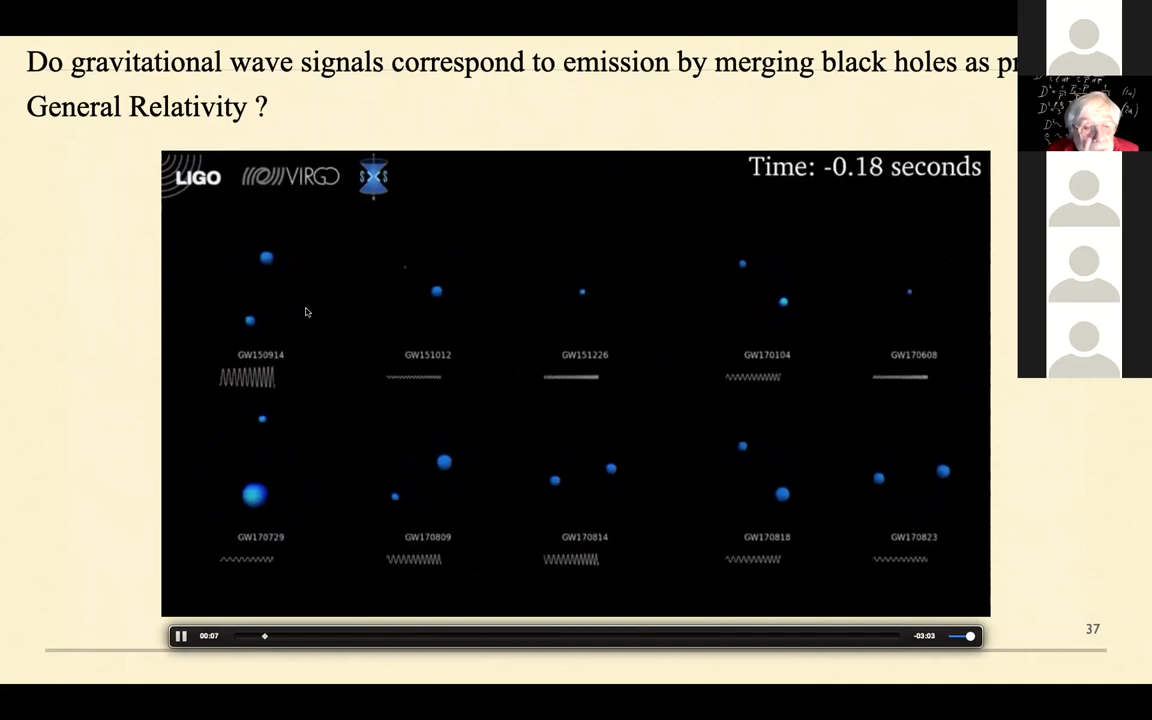 Do gravitational wave signals correspond to emission by merging black holes as
General Relativity ?
LIGO VIRGO SXS
Time: -0.18 seconds
GW150914 GW151012 GW151226 GW170104 GW170608
GW170729 GW170809 GW170814 GW170818 GW170823
00:07 -03:03
37